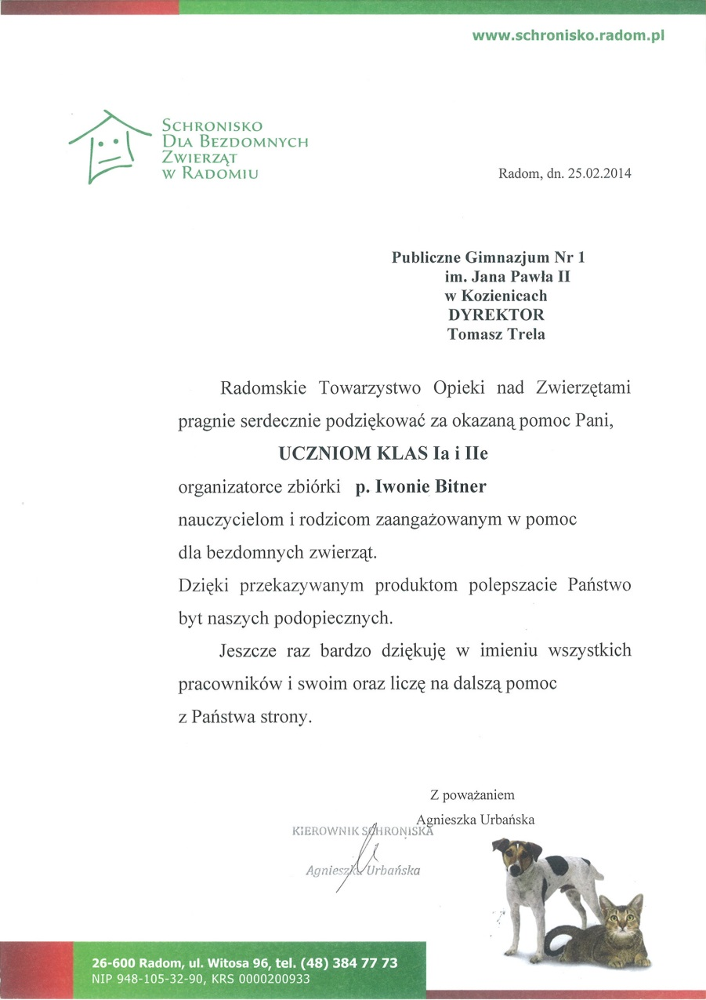 www.schronisko.radom.pl
Schronisko
Dla Bezdomnych
Zwierząt
w Radomiu
Radom, dn. 25.02.2014
Publiczne Gimnazjum Nr 1
im. Jana Pawła II
w Kozienicach
DYREKTOR
Tomasz Trela
Radomskie Towarzystwo Opieki nad Zwierzętami
pragnie serdecznie podziękować za okazaną pomoc Pani,
UCZNIOM KLAS Ia i IIe
organizatorce zbiórki p. Iwonie Bitner
nauczycielom i rodzicom zaangażowanym w pomoc
dla bezdomnych zwierząt.
Dzięki przekazywanym produktom polepszacie Państwo
byt naszych podopiecznych.
Jeszcze raz bardzo dziękuję w imieniu wszystkich
pracowników i swoim oraz liczę na dalszą pomoc
z Państwa strony.
Z poważaniem
Agnieszka Urbańska
KIEROWNIK SCHRONISKA
Agnieszka Urbańska
26-600 Radom, ul. Witosa 96, tel. (48) 384 77 73
NIP 948-105-32-90, KRS 0000200933